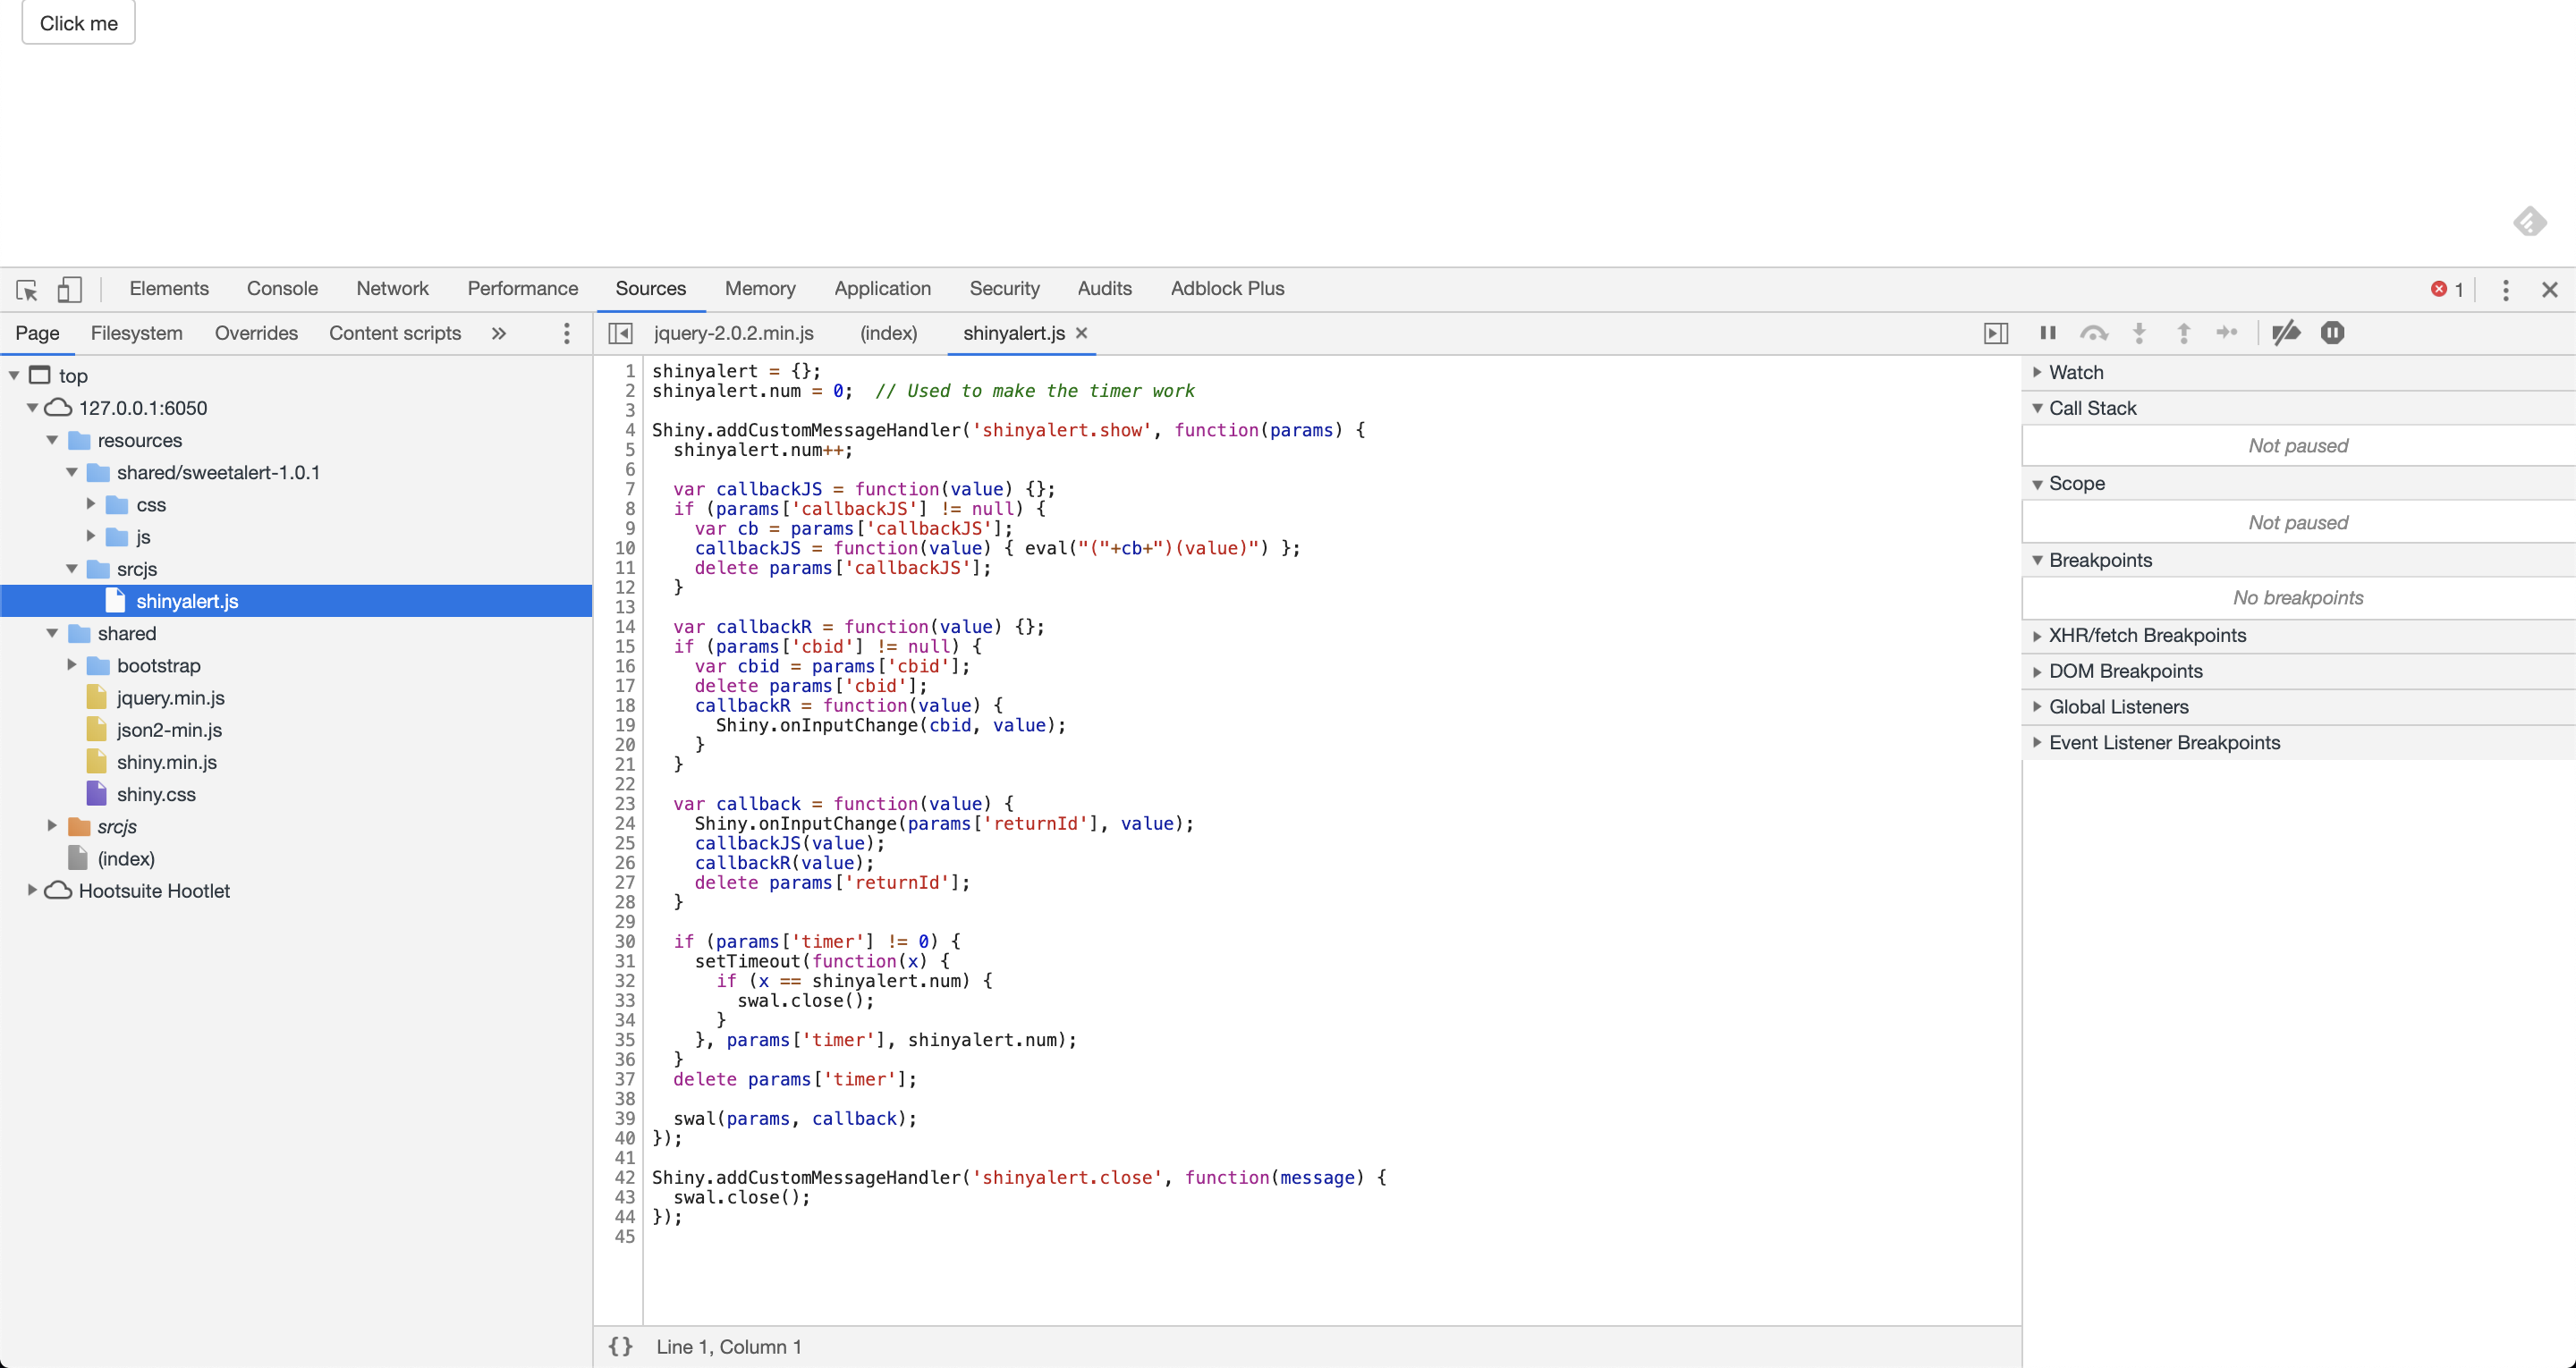 Click me
Elements Console Network Performance Sources Memory Application Security Audits Adblock Plus 1
Page Filesystem Overrides Content scripts »
jquery-2.0.2.min.js (index) shinyalert.js ×
top
127.0.0.1:6050
resources
shared/sweetalert-1.0.1
css
js
srcjs
shinyalert.js
shared
bootstrap
jquery.min.js
json2-min.js
shiny.min.js
shiny.css
srcjs
(index)
Hootsuite Hootlet
1 shinyalert = {};
2 shinyalert.num = 0;  // Used to make the timer work
3
4 Shiny.addCustomMessageHandler('shinyalert.show', function(params) {
5   shinyalert.num++;
6
7   var callbackJS = function(value) {};
8   if (params['callbackJS'] != null) {
9     var cb = params['callbackJS'];
10     callbackJS = function(value) { eval("("+cb+")(value)") };
11     delete params['callbackJS'];
12   }
13
14   var callbackR = function(value) {};
15   if (params['cbid'] != null) {
16     var cbid = params['cbid'];
17     delete params['cbid'];
18     callbackR = function(value) {
19       Shiny.onInputChange(cbid, value);
20     }
21   }
22
23   var callback = function(value) {
24     Shiny.onInputChange(params['returnId'], value);
25     callbackJS(value);
26     callbackR(value);
27     delete params['returnId'];
28   }
29
30   if (params['timer'] != 0) {
31     setTimeout(function(x) {
32       if (x == shinyalert.num) {
33         swal.close();
34       }
35     }, params['timer'], shinyalert.num);
36   }
37   delete params['timer'];
38
39   swal(params, callback);
40 });
41
42 Shiny.addCustomMessageHandler('shinyalert.close', function(message) {
43   swal.close();
44 });
45
{} Line 1, Column 1
Watch
Call Stack
Not paused
Scope
Not paused
Breakpoints
No breakpoints
XHR/fetch Breakpoints
DOM Breakpoints
Global Listeners
Event Listener Breakpoints